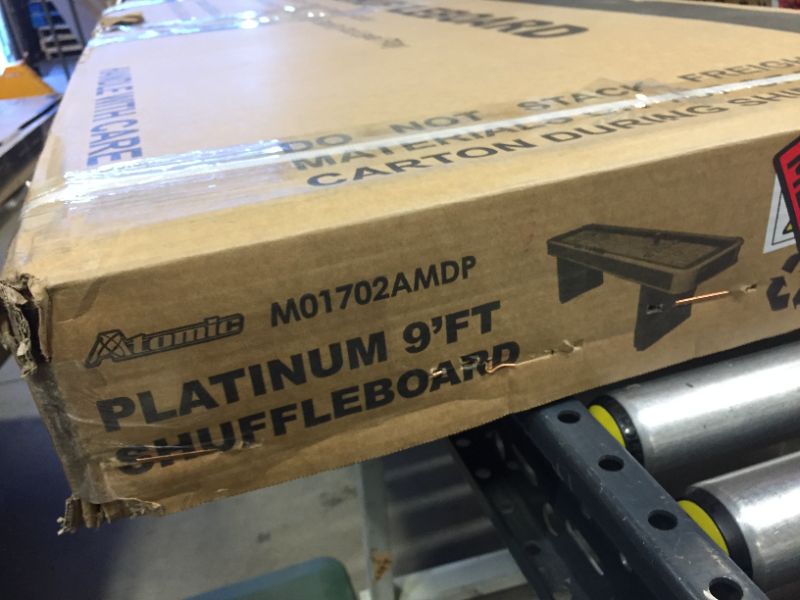 HANDLE WITH CARE
DO NOT STACK
MATERIALS
CARTON DURING
Atomic M01702AMDP
PLATINUM 9'FT
SHUFFLEBOARD